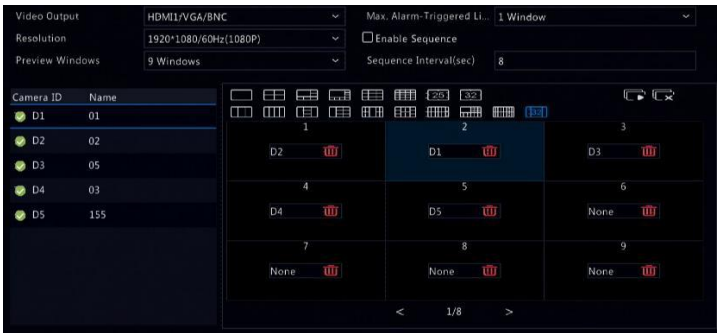 Video Output HDMI1/VGA/BNC Max. Alarm-Triggered Li... 1 Window
Resolution 1920*1080/60Hz(1080P) Enable Sequence
Preview Windows 9 Windows Sequence Interval(sec) 8
Camera ID Name
D1 01
D2 02
D3 05
D4 03
D5 155
25 32
1 2 3
D2 D1 D3
4 5 6
D4 D5 None
7 8 9
None None None
< 1/8 >